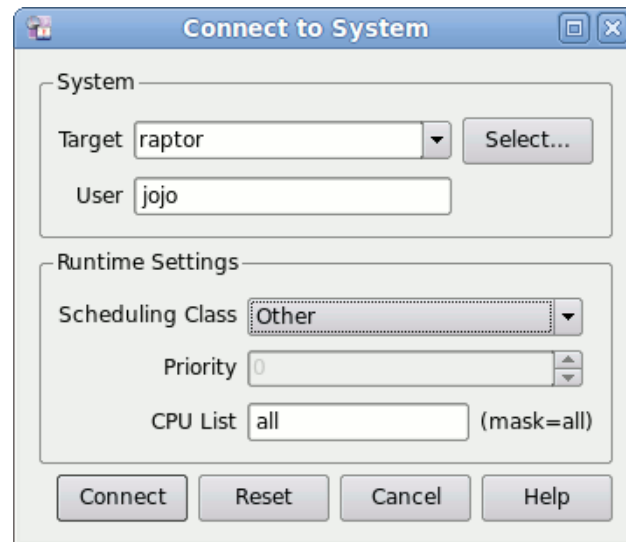 Connect to System
System
Target raptor Select...
User jojo
Runtime Settings
Scheduling Class Other
Priority 0
CPU List all (mask=all)
Connect Reset Cancel Help